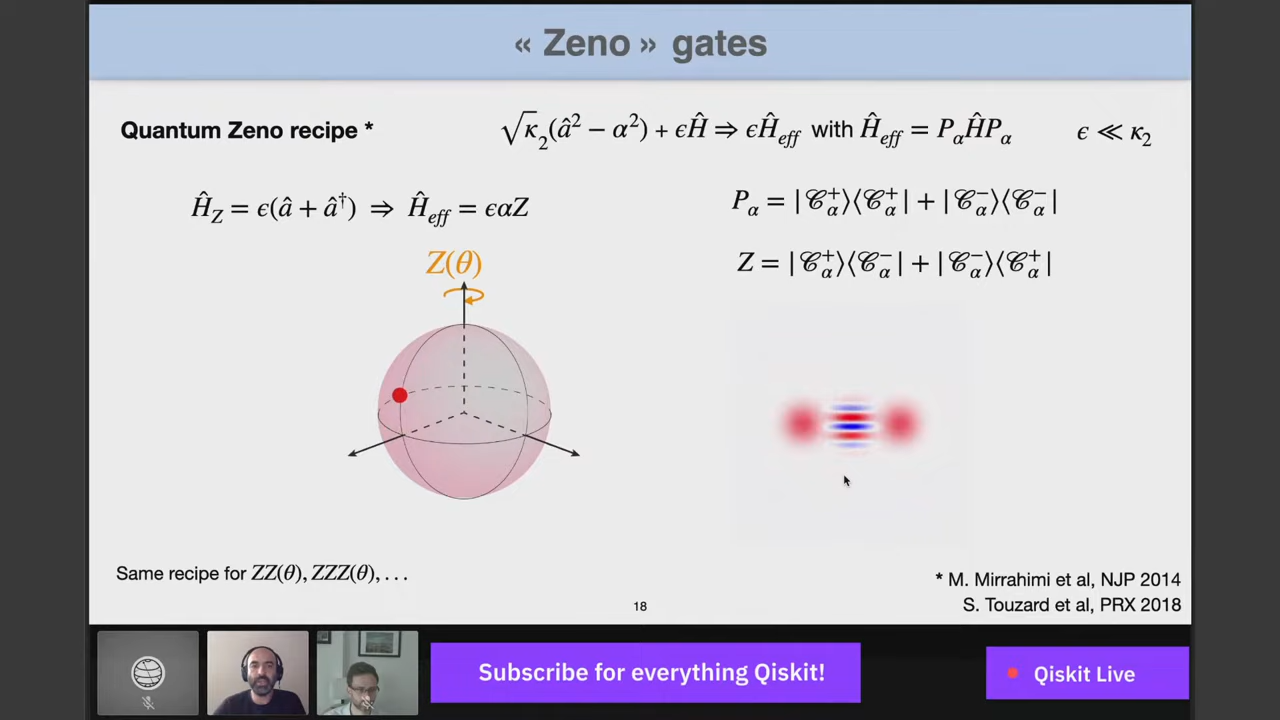 « Zeno » gates
Quantum Zeno recipe * √κ₂(â² − α²) + ϵĤ ⇒ ϵĤ_eff with Ĥ_eff = P_αĤP_α ϵ ≪ κ₂
Ĥ_Z = ϵ(â + â†) ⇒ Ĥ_eff = ϵαZ
P_α = |𝒞_α⁺⟩⟨𝒞_α⁺| + |𝒞_α⁻⟩⟨𝒞_α⁻|
Z = |𝒞_α⁺⟩⟨𝒞_α⁻| + |𝒞_α⁻⟩⟨𝒞_α⁺|
Z(θ)
Same recipe for ZZ(θ), ZZZ(θ), . . .
* M. Mirrahimi et al, NJP 2014
S. Touzard et al, PRX 2018
18
Subscribe for everything Qiskit!
Qiskit Live